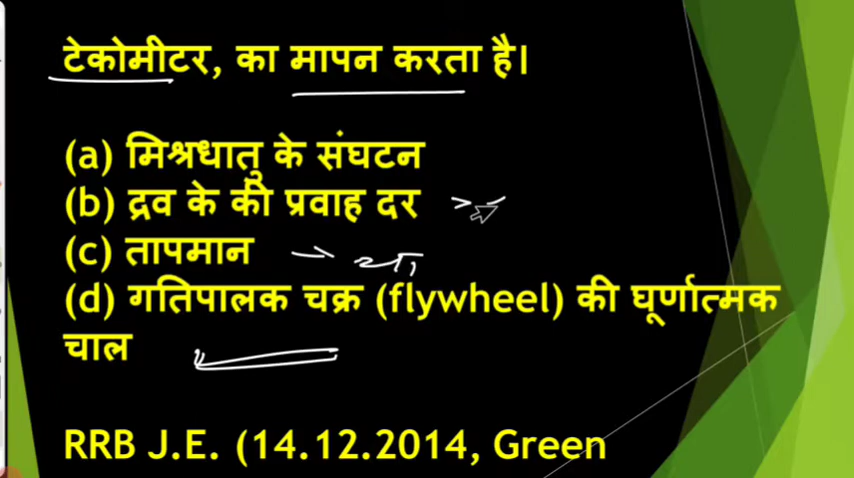 टेकोमीटर, का मापन करता है।
(a) मिश्रधातु के संघटन
(b) द्रव के की प्रवाह दर
(c) तापमान
(d) गतिपालक चक्र (flywheel) की घूर्णात्मक
चाल
RRB J.E. (14.12.2014, Green